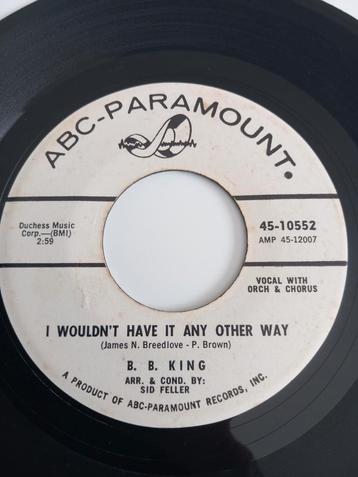 ABC-PARAMOUNT.
Duchess Music
Corp.—(BMI)
2:59
45-10552
AMP 45-12007
VOCAL WITH
ORCH & CHORUS
I WOULDN'T HAVE IT ANY OTHER WAY
(James N. Breedlove - P. Brown)
B. B. KING
ARR. & COND. BY:
SID FELLER
A PRODUCT OF ABC-PARAMOUNT RECORDS, INC.